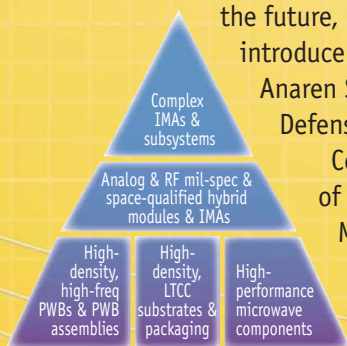 the future,
introduce
Anaren S
Defens
C
of
M
Complex
IMAs &
subsystems
Analog & RF mil-spec &
space-qualified hybrid
modules & IMAs
High-
density,
high-freq
PWBs & PWB
assemblies
High-
density,
LTCC
substrates &
packaging
High-
performance
microwave
components